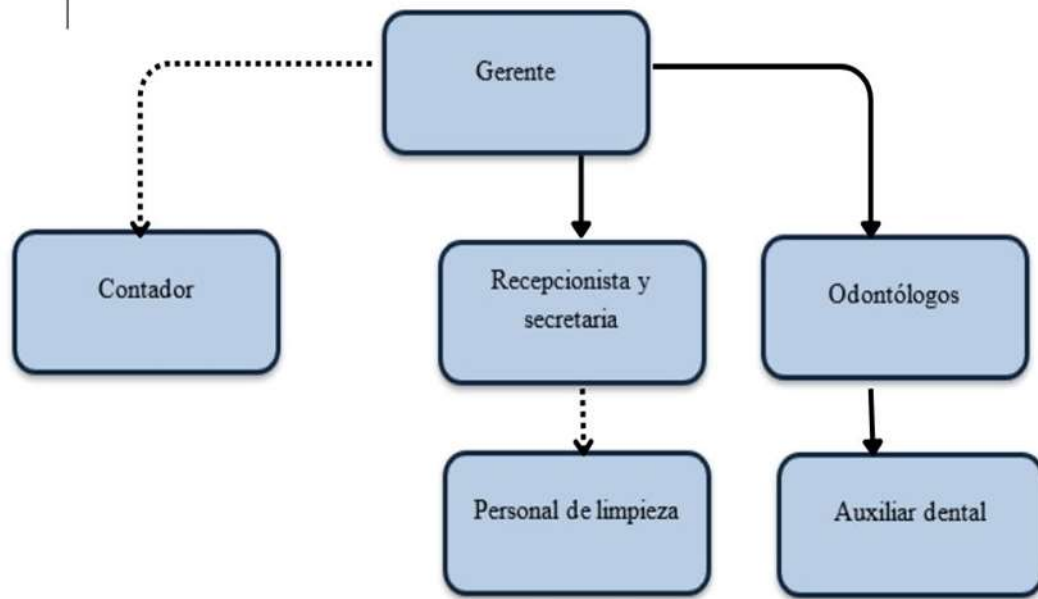 Gerente
Contador
Recepcionista y
secretaria
Odontólogos
Personal de limpieza
Auxiliar dental